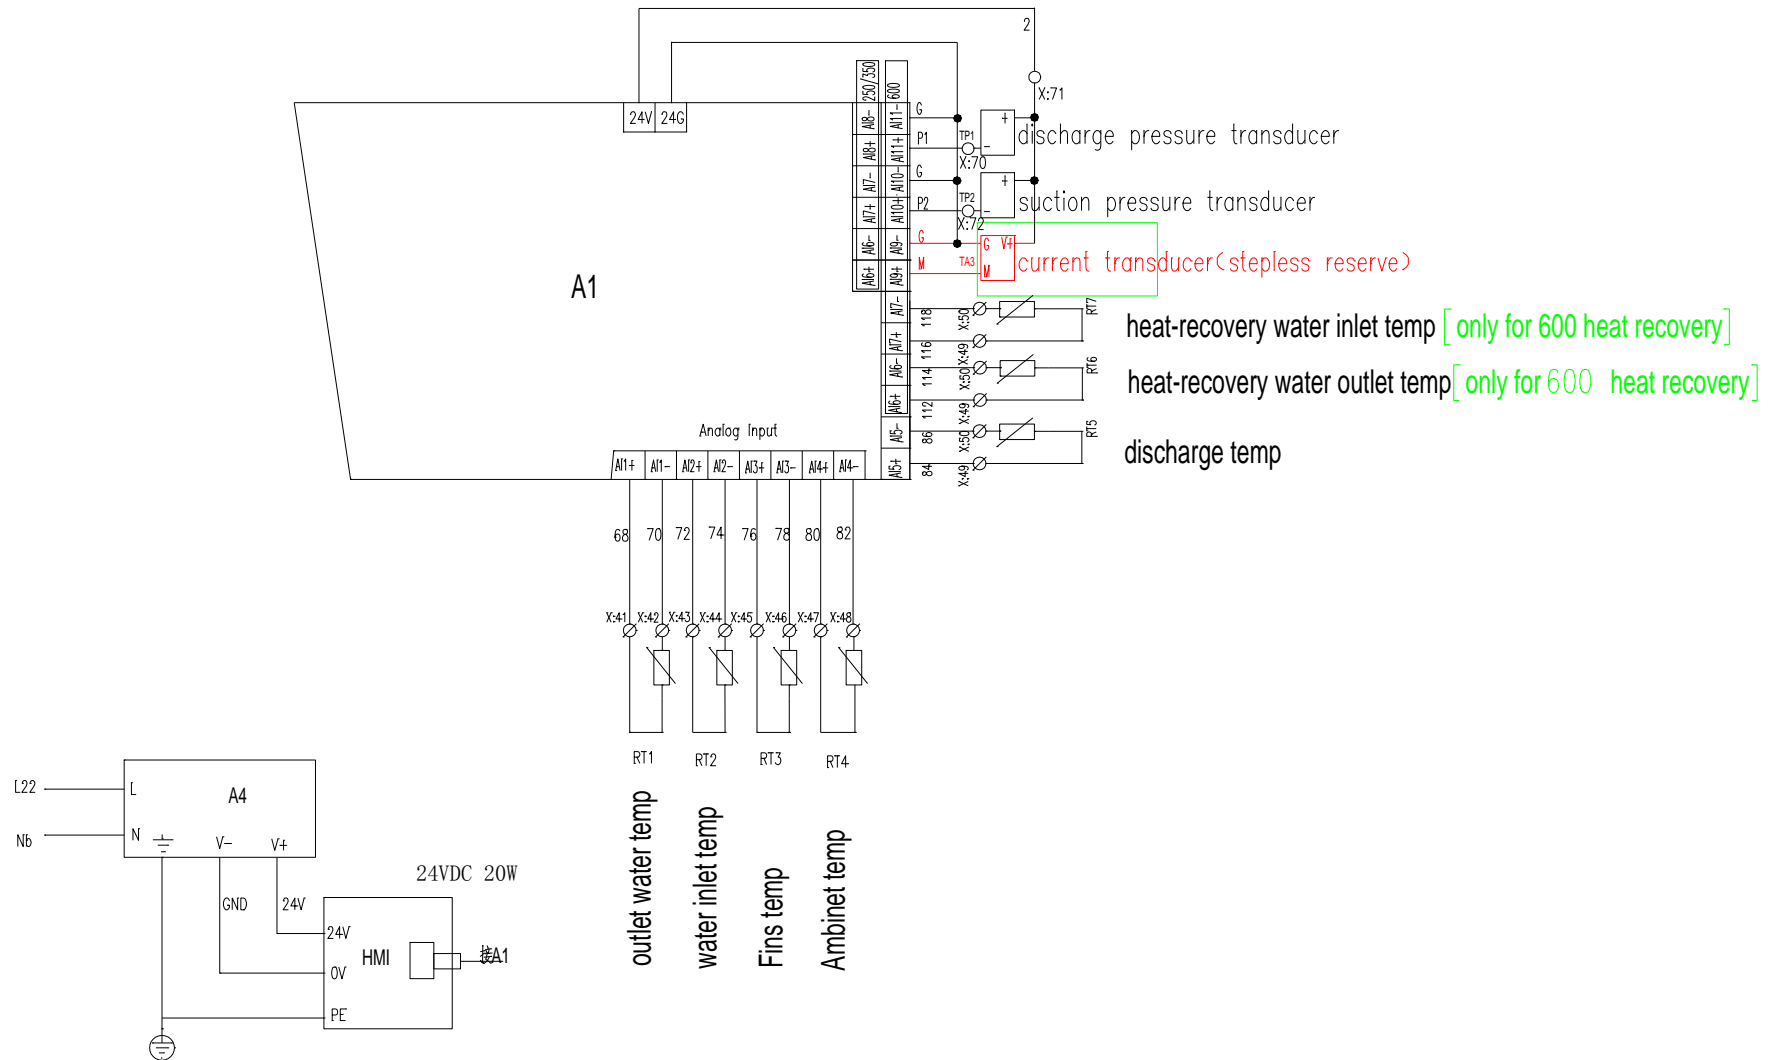 2
X:71
250/350
600
24V 24G
AI8- AI11- G
discharge pressure transducer
+
-
AI8+ AI11+ P1 TP1
X:70
AI7- AI10- G
suction pressure transducer
+
-
AI7+ AI10+ P2 TP2
X:72
AI6- AI9- G
G V+
current transducer(stepless reserve)
AI6+ AI9+ M TA3 M
A1
AI7- 118 X:50 RT7
heat-recovery water inlet temp [ only for 600 heat recovery]
AI7+ 116 X:49
AI6- 114 X:50 RT6
heat-recovery water outlet temp[ only for 600 heat recovery]
AI6+ 112 X:49
AI5- 86 X:50 RT5
discharge temp
AI5+ 84 X:49
Analog Input
AI1+ AI1- AI2+ AI2- AI3+ AI3- AI4+ AI4-
68 70 72 74 76 78 80 82
X:41 X:42 X:43 X:44 X:45 X:46 X:47 X:48
RT1 RT2 RT3 RT4
outlet water temp
water inlet temp
Fins temp
Ambinet temp
L22 L
A4
Nb N
V- V+
24VDC 20W
GND 24V
24V
HMI
接A1
0V
PE